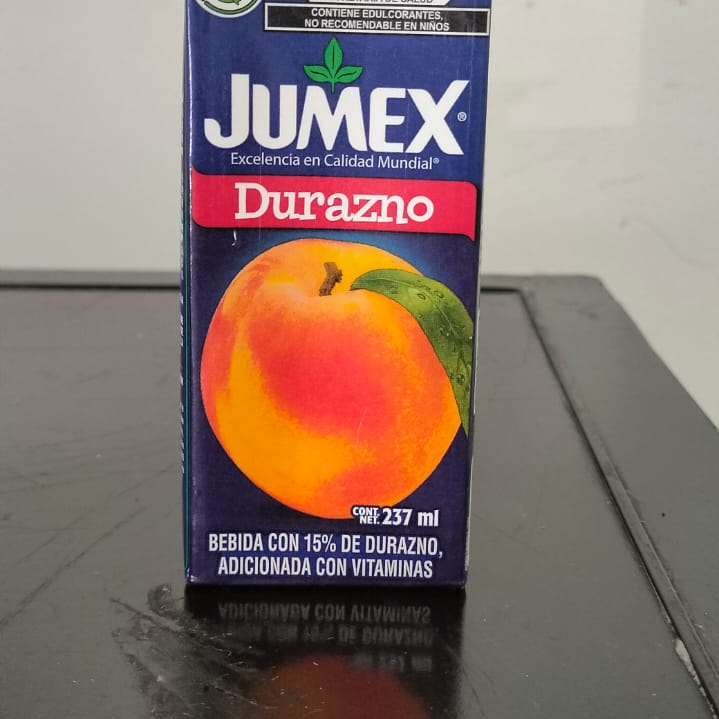 CONTIENE EDULCORANTES,
NO RECOMENDABLE EN NIÑOS
JUMEX®
Excelencia en Calidad Mundial®
Durazno
CONT.
NET. 237 ml
BEBIDA CON 15% DE DURAZNO,
ADICIONADA CON VITAMINAS